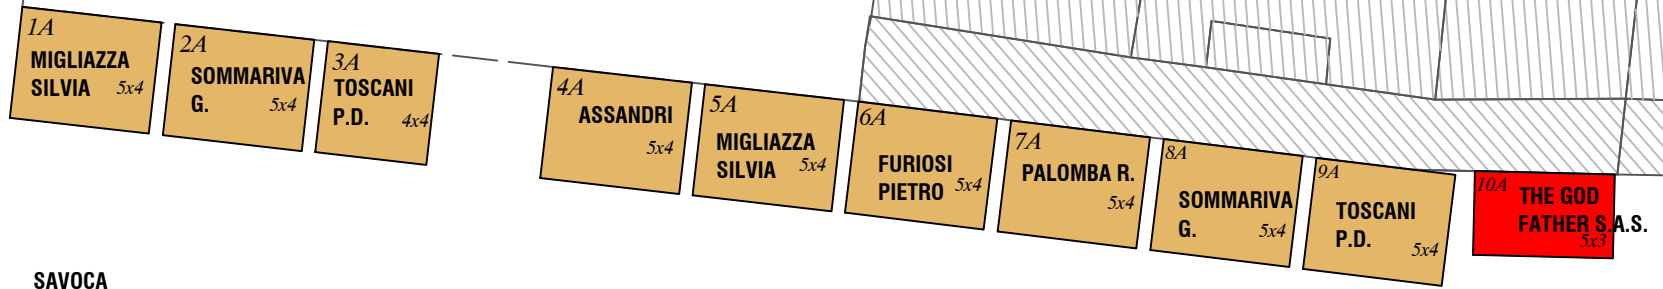 1A
MIGLIAZZA
SILVIA 5x4
2A
SOMMARIVA
G. 5x4
3A
TOSCANI
P.D. 4x4
4A
ASSANDRI
5x4
5A
MIGLIAZZA
SILVIA 5x4
6A
FURIOSI
PIETRO 5x4
7A
PALOMBA R.
5x4
8A
SOMMARIVA
G. 5x4
9A
TOSCANI
P.D. 5x4
10A THE GOD
FATHER S.A.S.
5x3
SAVOCA